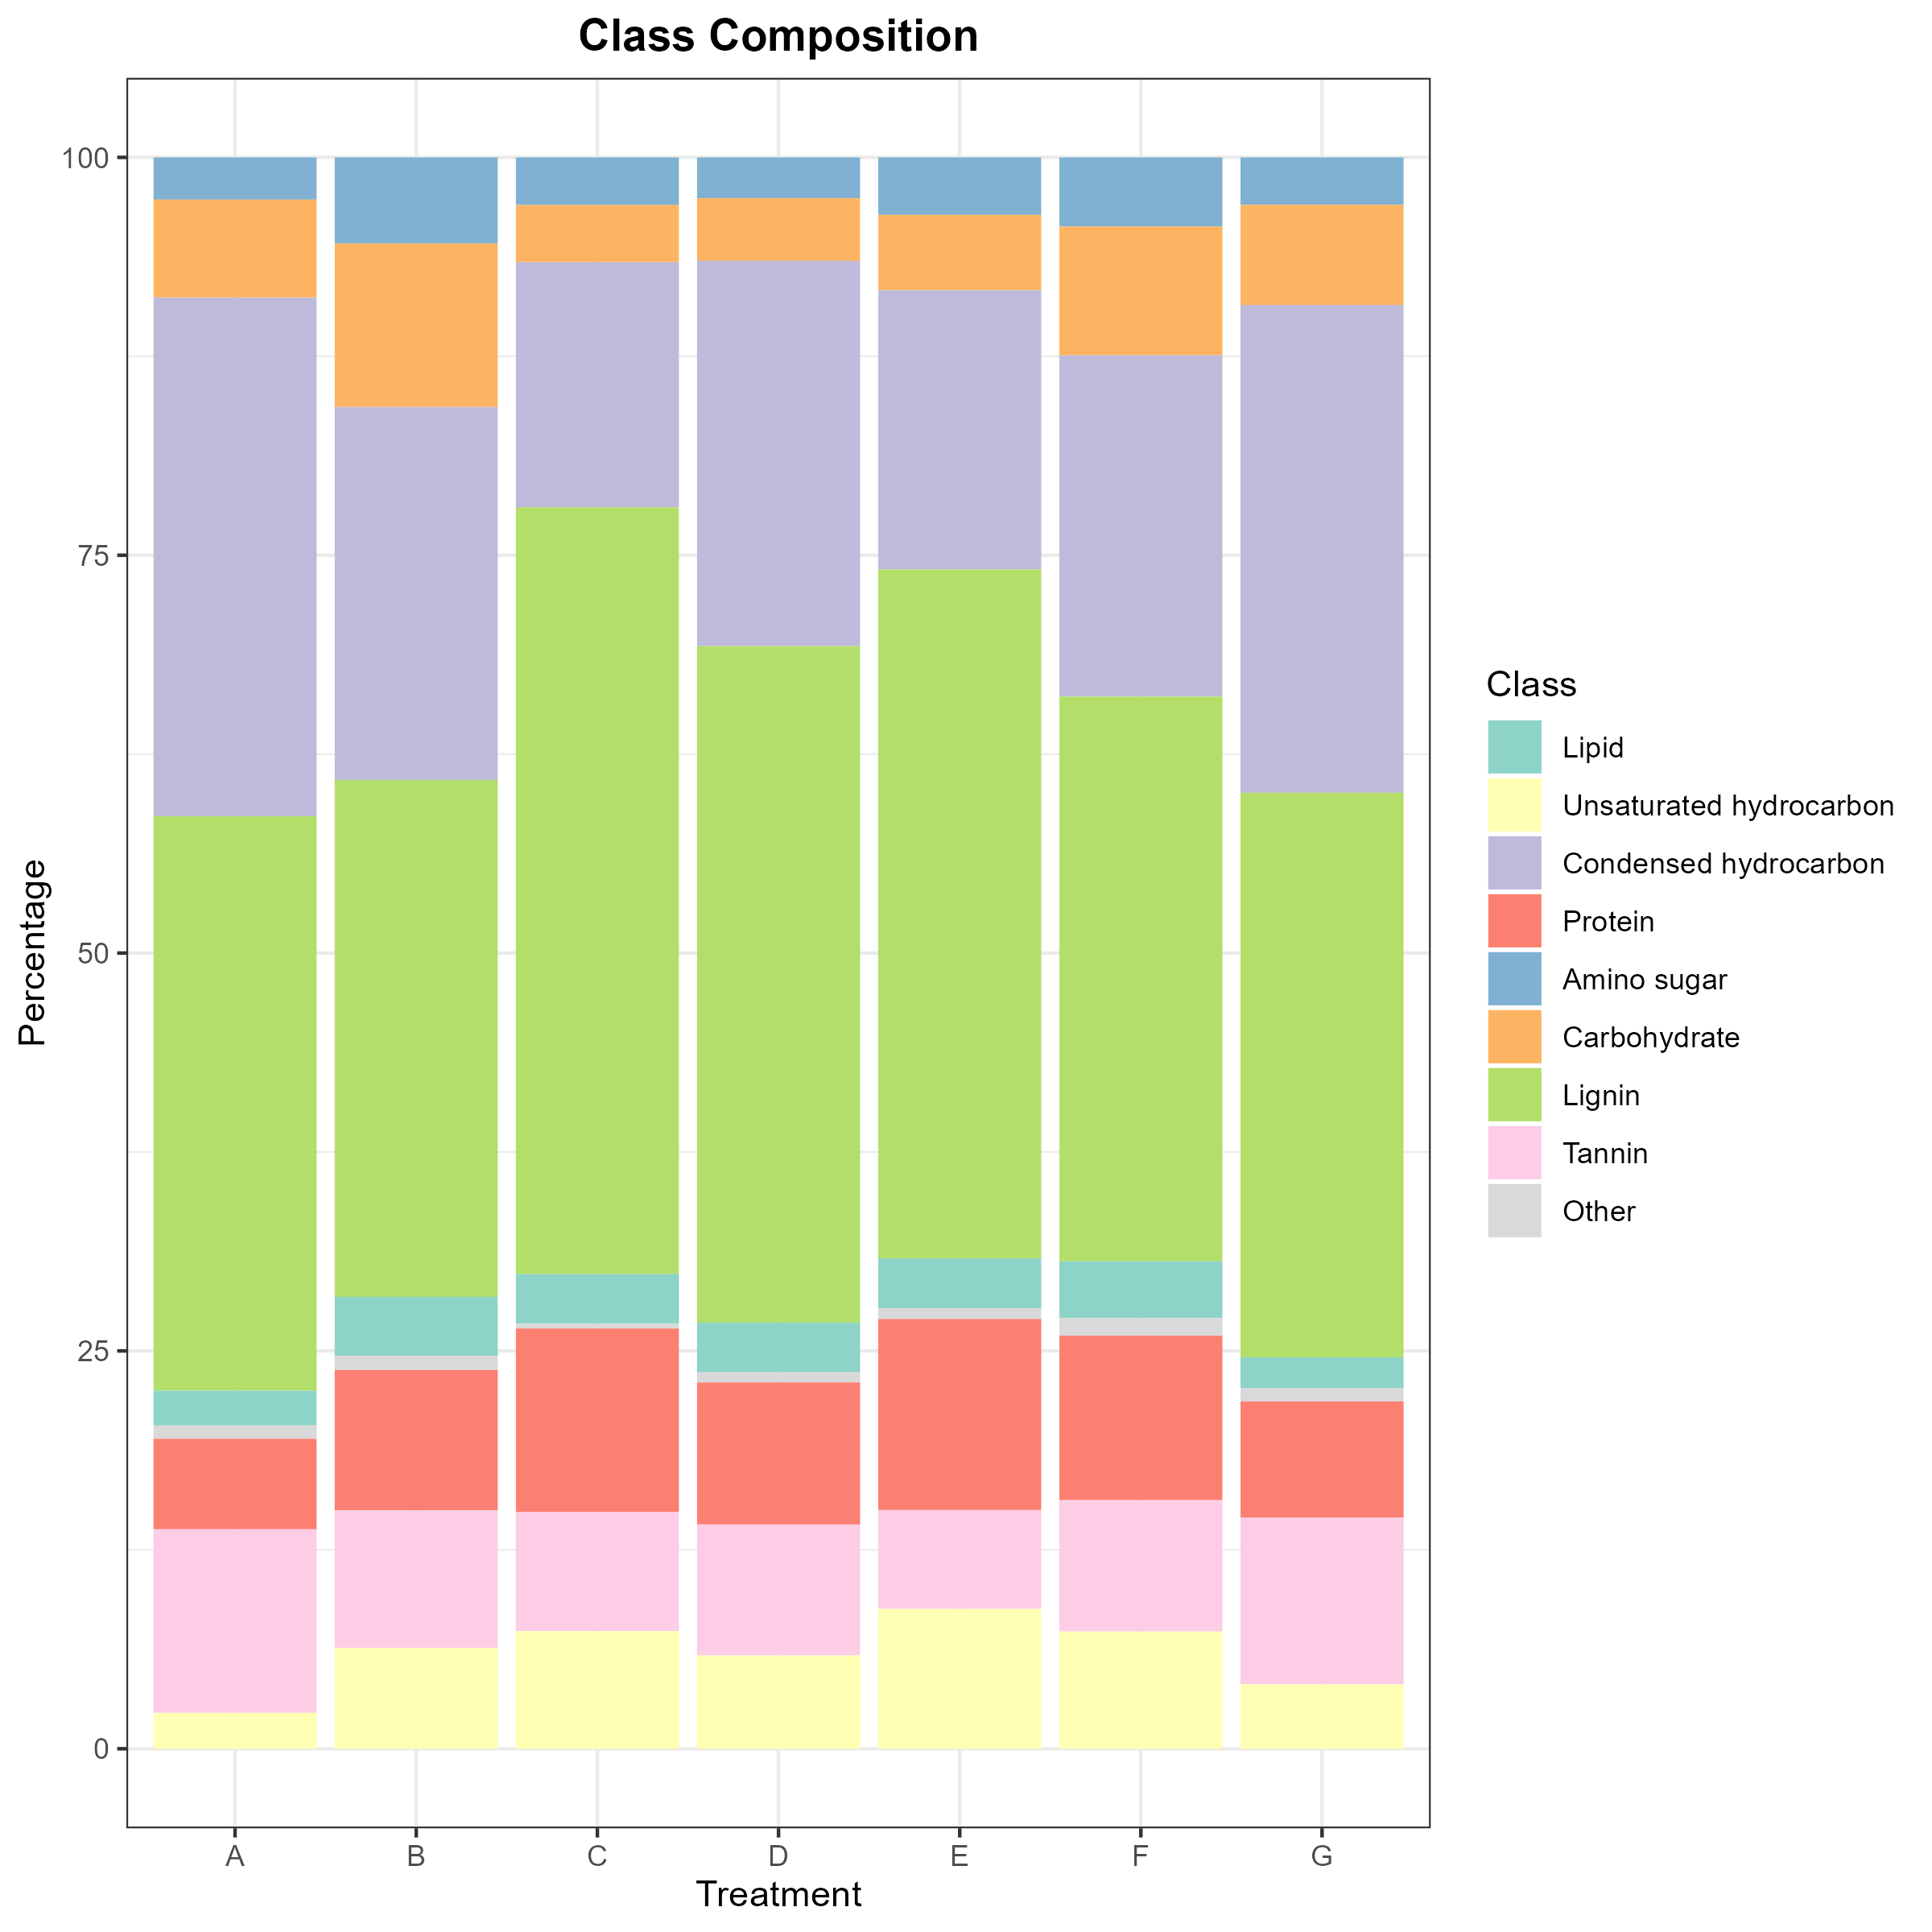 Class Composition
Percentage
100
75
50
25
0
A B C D E F G
Treatment
Class
Lipid
Unsaturated hydrocarbon
Condensed hydrocarbon
Protein
Amino sugar
Carbohydrate
Lignin
Tannin
Other